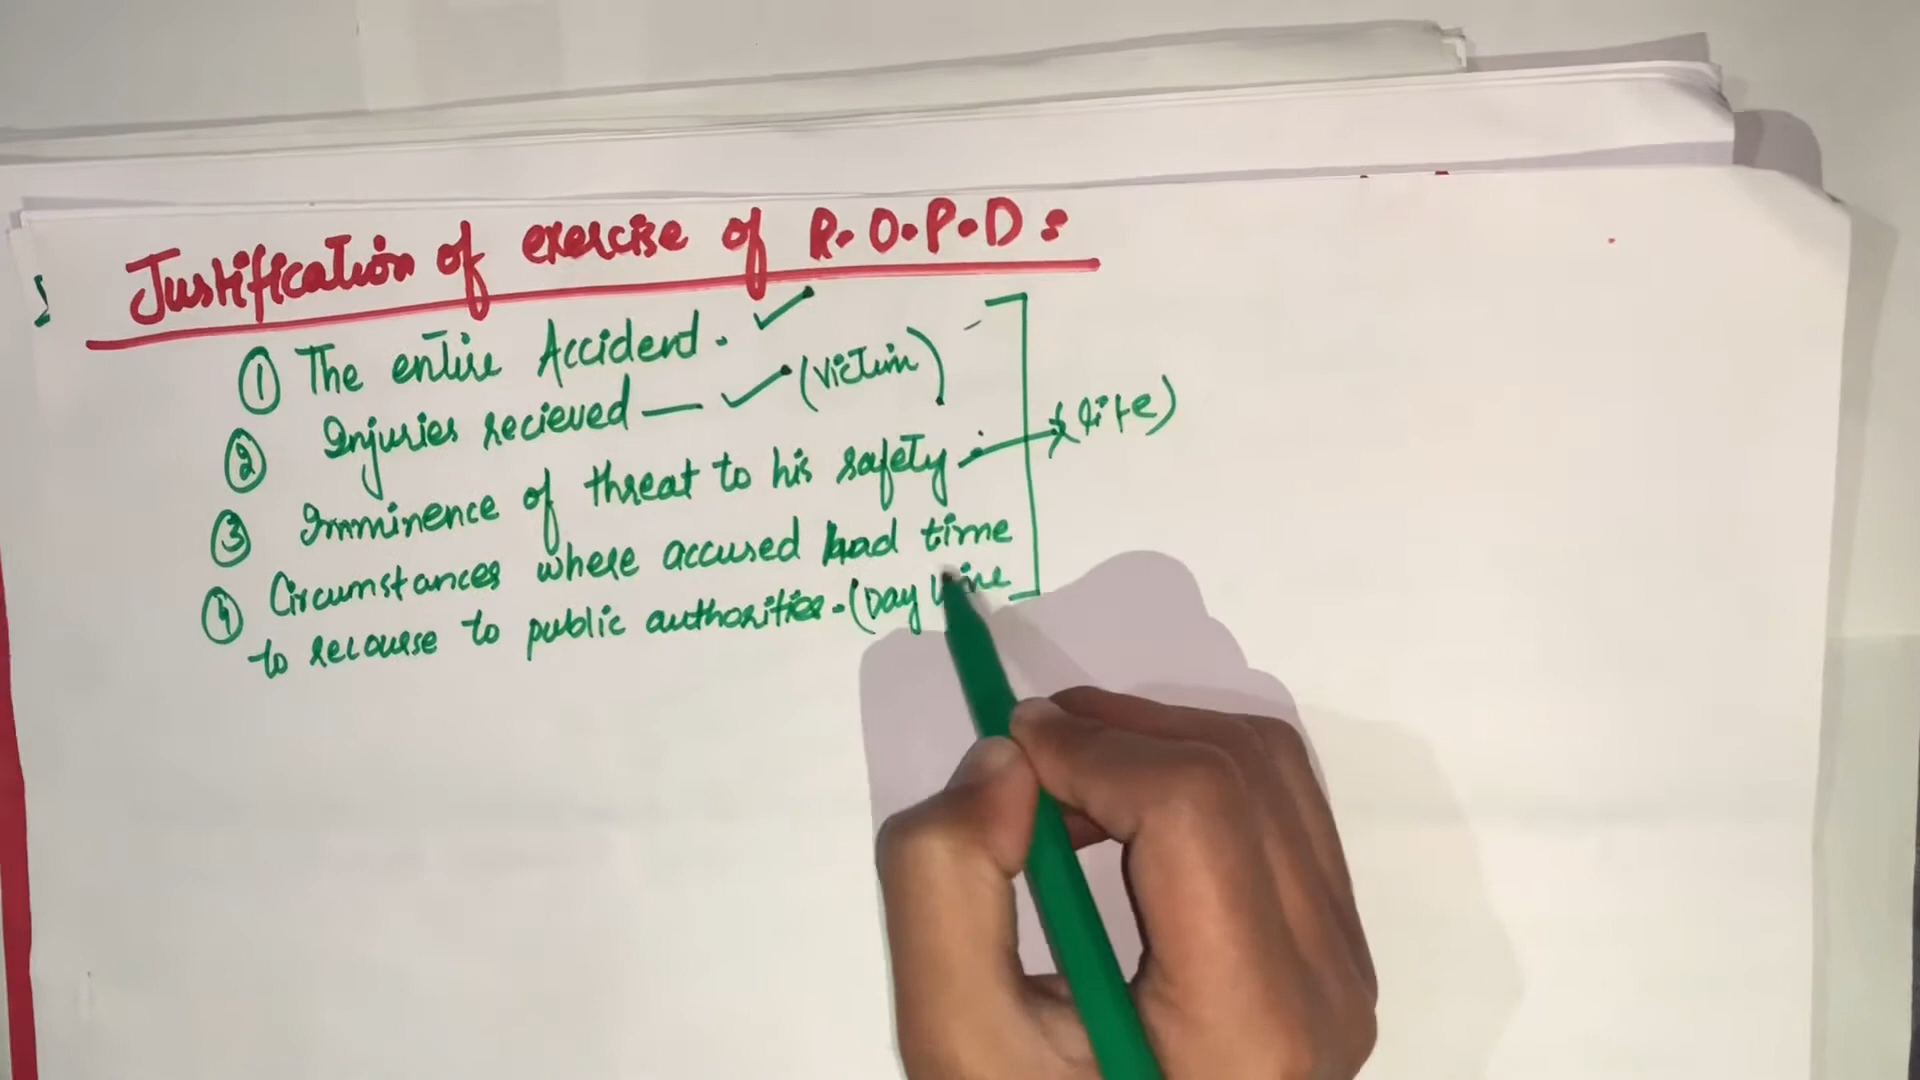 Justification of exercise of R.O.P.D :
① The entire Accident.
② Injuries recieved — (Victim)
③ Imminence of threat to his safety. (life)
④ Circumstances where accused had time
to recourse to public authorities. (Day